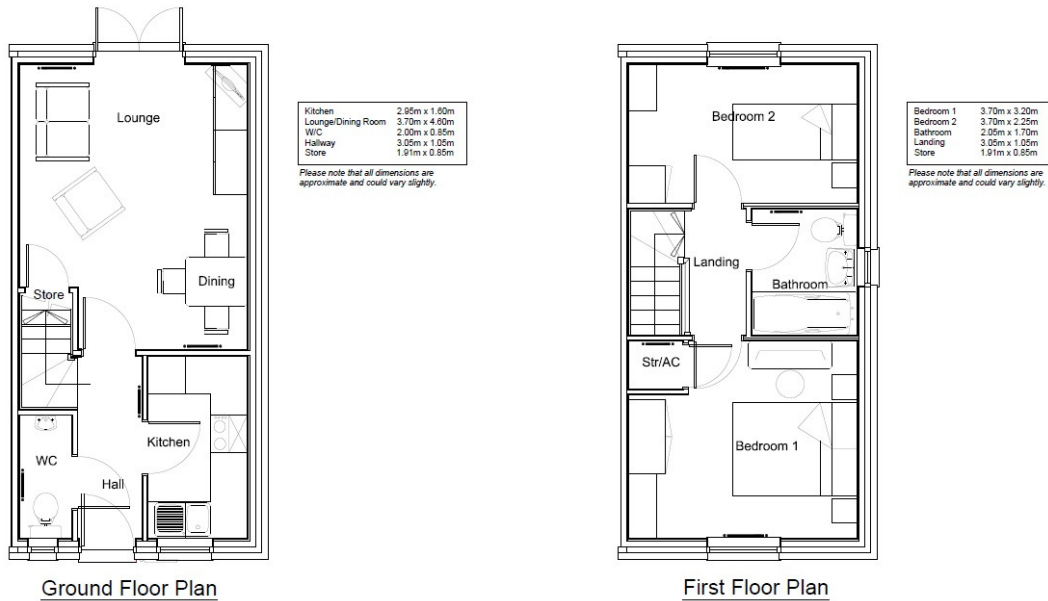 Lounge
Dining
Store
Kitchen
WC
Hall
Ground Floor Plan
Kitchen 2.95m x 1.60m
Lounge/Dining Room 3.70m x 4.60m
W/C 2.00m x 0.85m
Hallway 3.05m x 1.05m
Store 1.91m x 0.85m
Please note that all dimensions are
approximate and could vary slightly.
Bedroom 2
Landing
Bathroom
Str/AC
Bedroom 1
First Floor Plan
Bedroom 1 3.70m x 3.20m
Bedroom 2 3.70m x 2.25m
Bathroom 2.05m x 1.70m
Landing 3.05m x 1.05m
Store 1.91m x 0.85m
Please note that all dimensions are
approximate and could vary slightly.